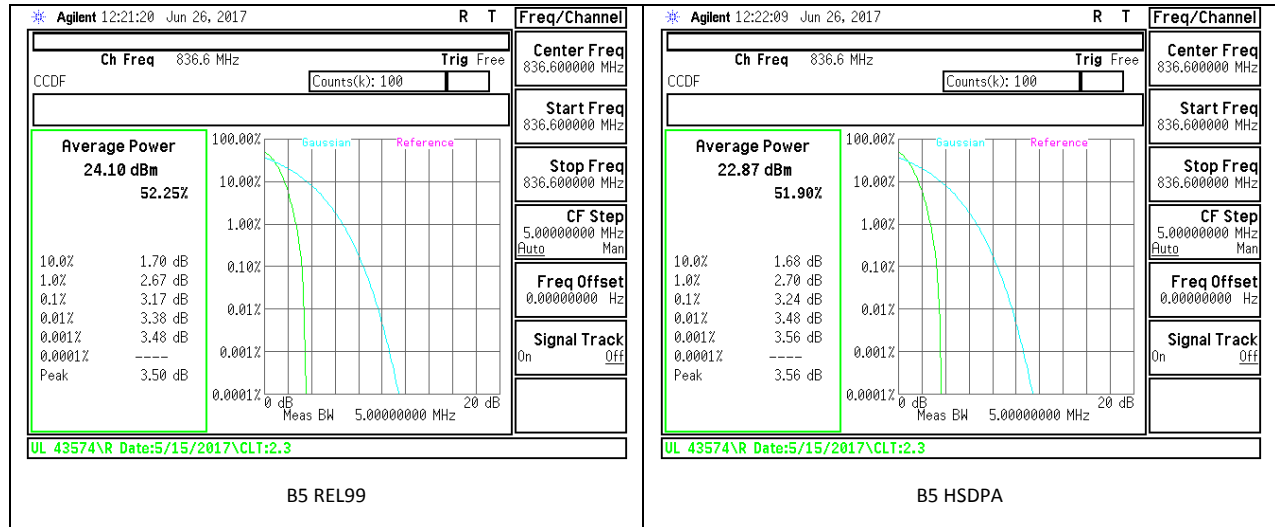 Agilent 12:21:20 Jun 26, 2017 R T
Freq/Channel
Ch Freq 836.6 MHz Trig Free
CCDF Counts(k): 100
Average Power
24.10 dBm
52.25%
10.0% 1.70 dB
1.0% 2.67 dB
0.1% 3.17 dB
0.01% 3.38 dB
0.001% 3.48 dB
0.0001% ----
Peak 3.50 dB
Gaussian Reference
100.00%
10.00%
1.00%
0.10%
0.01%
0.001%
0.0001%
0 dB 20 dB
Meas BW 5.000000000 MHz
Center Freq
836.600000 MHz
Start Freq
836.600000 MHz
Stop Freq
836.600000 MHz
CF Step
5.00000000 MHz
Auto Man
Freq Offset
0.00000000 Hz
Signal Track
On Off
UL 43574\R Date:5/15/2017\CLT:2.3
B5 REL99
Agilent 12:22:09 Jun 26, 2017 R T
Freq/Channel
Ch Freq 836.6 MHz Trig Free
CCDF Counts(k): 100
Average Power
22.87 dBm
51.90%
10.0% 1.68 dB
1.0% 2.70 dB
0.1% 3.24 dB
0.01% 3.48 dB
0.001% 3.56 dB
0.0001% ----
Peak 3.56 dB
Gaussian Reference
100.00%
10.00%
1.00%
0.10%
0.01%
0.001%
0.0001%
0 dB 20 dB
Meas BW 5.000000000 MHz
Center Freq
836.600000 MHz
Start Freq
836.600000 MHz
Stop Freq
836.600000 MHz
CF Step
5.00000000 MHz
Auto Man
Freq Offset
0.00000000 Hz
Signal Track
On Off
UL 43574\R Date:5/15/2017\CLT:2.3
B5 HSDPA